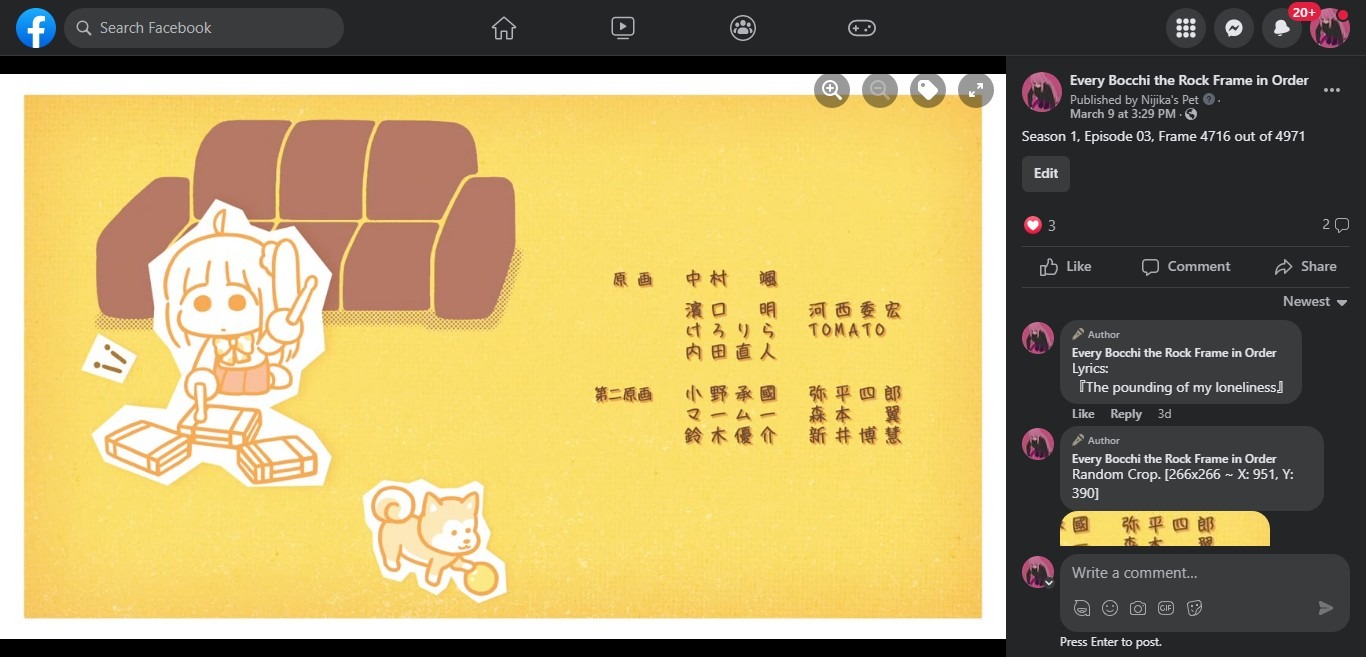 Search Facebook
20+
原画 中村 颯
濱口 明 河西委宏
けろりら TOMATO
内田直人
第二原画 小野承國 弥平四郎
マームー 森本 翼
鈴木優介 新井博慧
Every Bocchi the Rock Frame in Order
Published by Nijika's Pet ·
March 9 at 3:29 PM ·
Season 1, Episode 03, Frame 4716 out of 4971
Edit
3
2
Like Comment Share
Newest
Author
Every Bocchi the Rock Frame in Order
Lyrics:
『The pounding of my loneliness』
Like Reply 3d
Author
Every Bocchi the Rock Frame in Order
Random Crop. [266x266 ~ X: 951, Y:
390]
國 弥平四郎
Write a comment...
GIF
Press Enter to post.